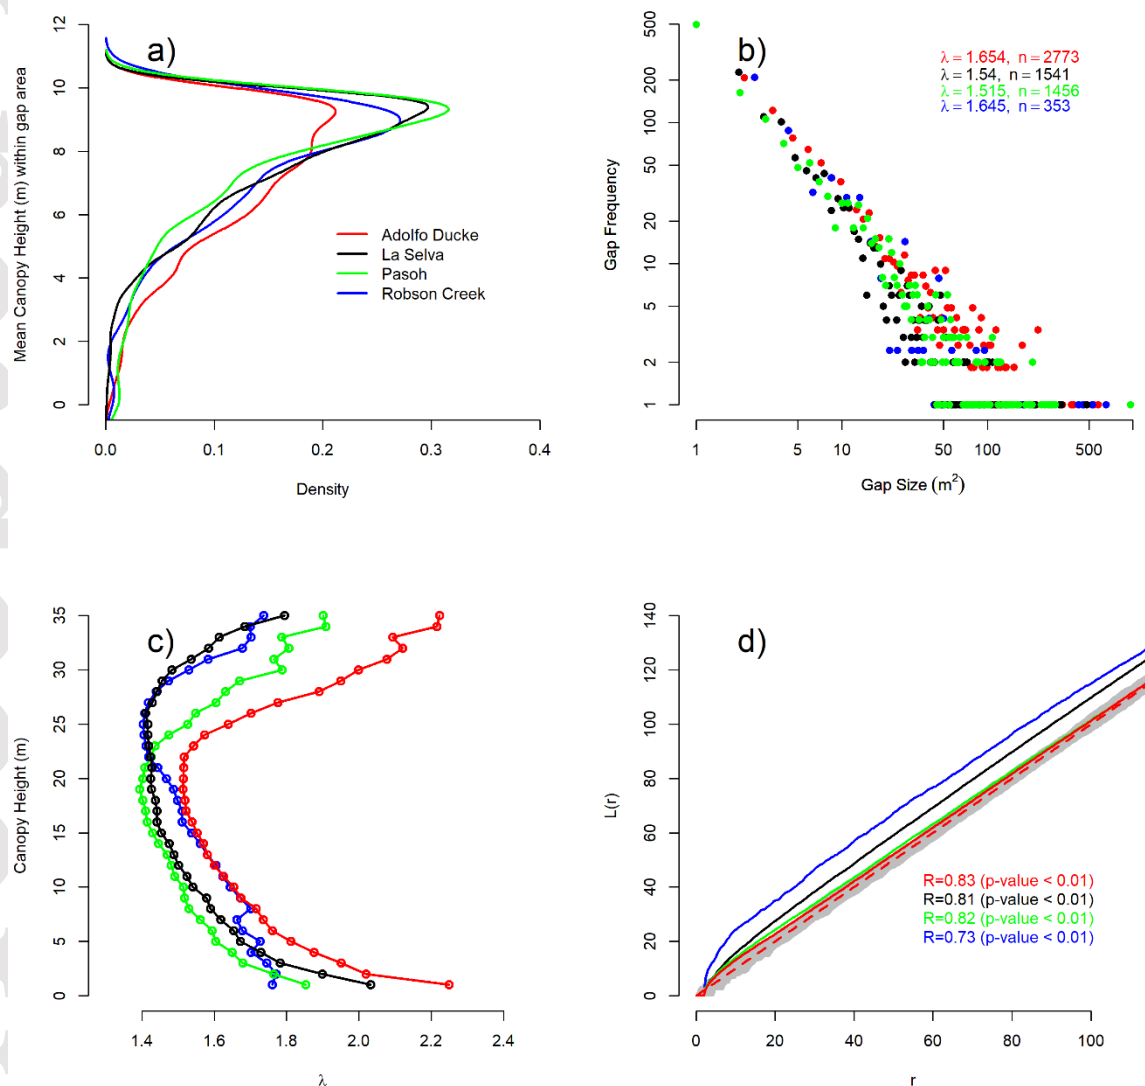 a)
Mean Canopy Height (m) within gap area
12
10
8
6
4
2
0
Adolfo Ducke
La Selva
Pasoh
Robson Creek
0.0 0.1 0.2 0.3 0.4
Density
b)
Gap Frequency
500
200
100
50
20
10
5
2
1
λ = 1.654, n = 2773
λ = 1.54, n = 1541
λ = 1.515, n = 1456
λ = 1.645, n = 353
1 5 10 50 100 500
Gap Size (m²)
c)
Canopy Height (m)
35
30
25
20
15
10
5
0
1.4 1.6 1.8 2.0 2.2 2.4
λ
d)
L(r)
140
120
100
80
60
40
20
0
R=0.83 (p-value < 0.01)
R=0.81 (p-value < 0.01)
R=0.82 (p-value < 0.01)
R=0.73 (p-value < 0.01)
0 20 40 60 80 100
r